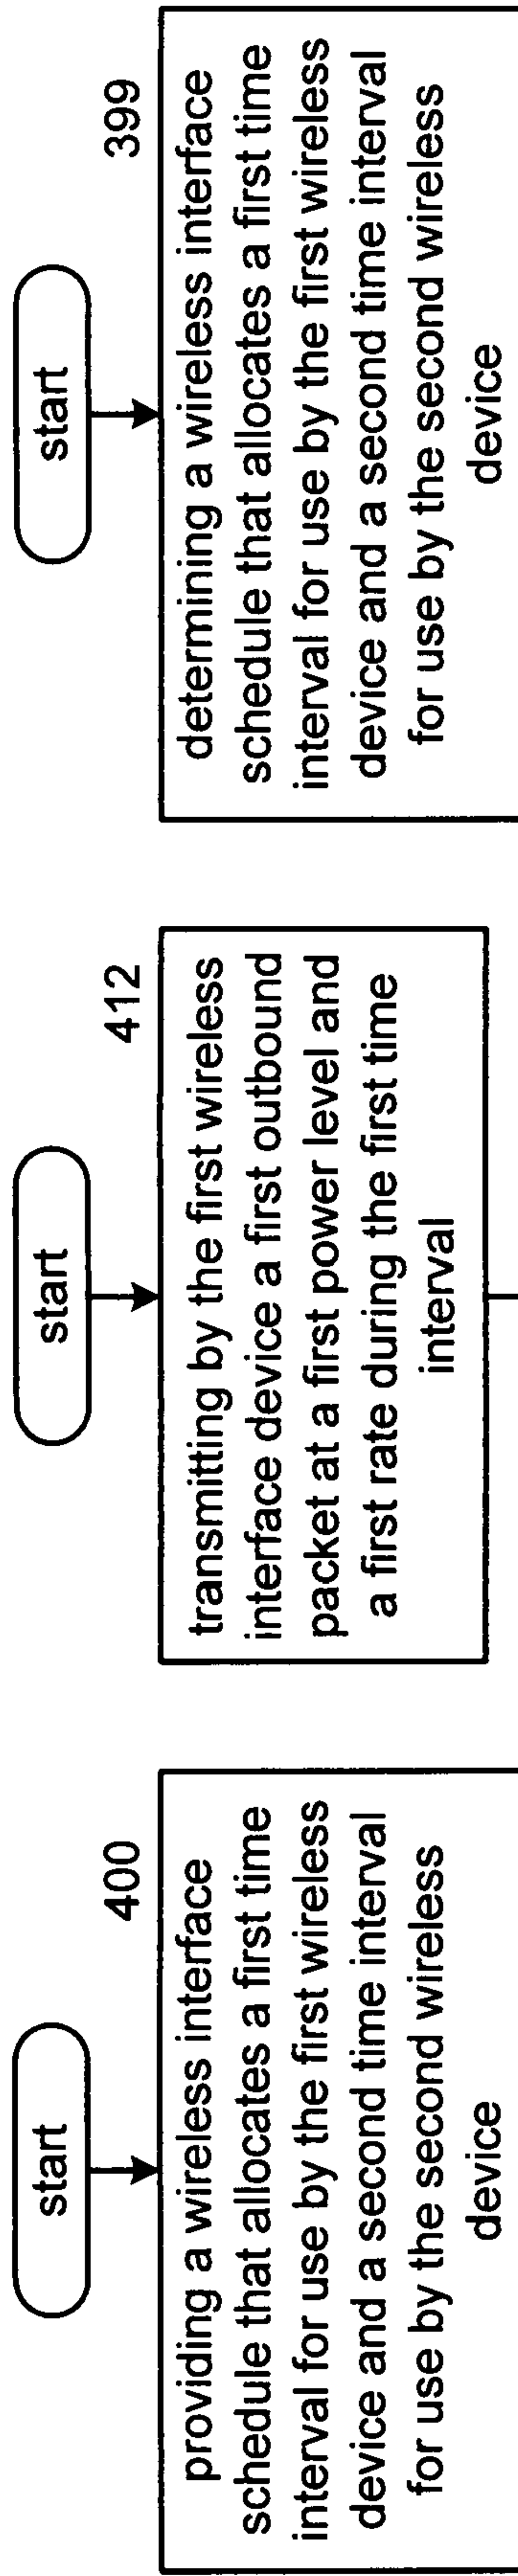 start
400
providing a wireless interface
schedule that allocates a first time
interval for use by the first wireless
device and a second time interval
for use by the second wireless
device
start
412
transmitting by the first wireless
interface device a first outbound
packet at a first power level and
a first rate during the first time
interval
start
399
determining a wireless interface
schedule that allocates a first time
interval for use by the first wireless
device and a second time interval
for use by the second wireless
device